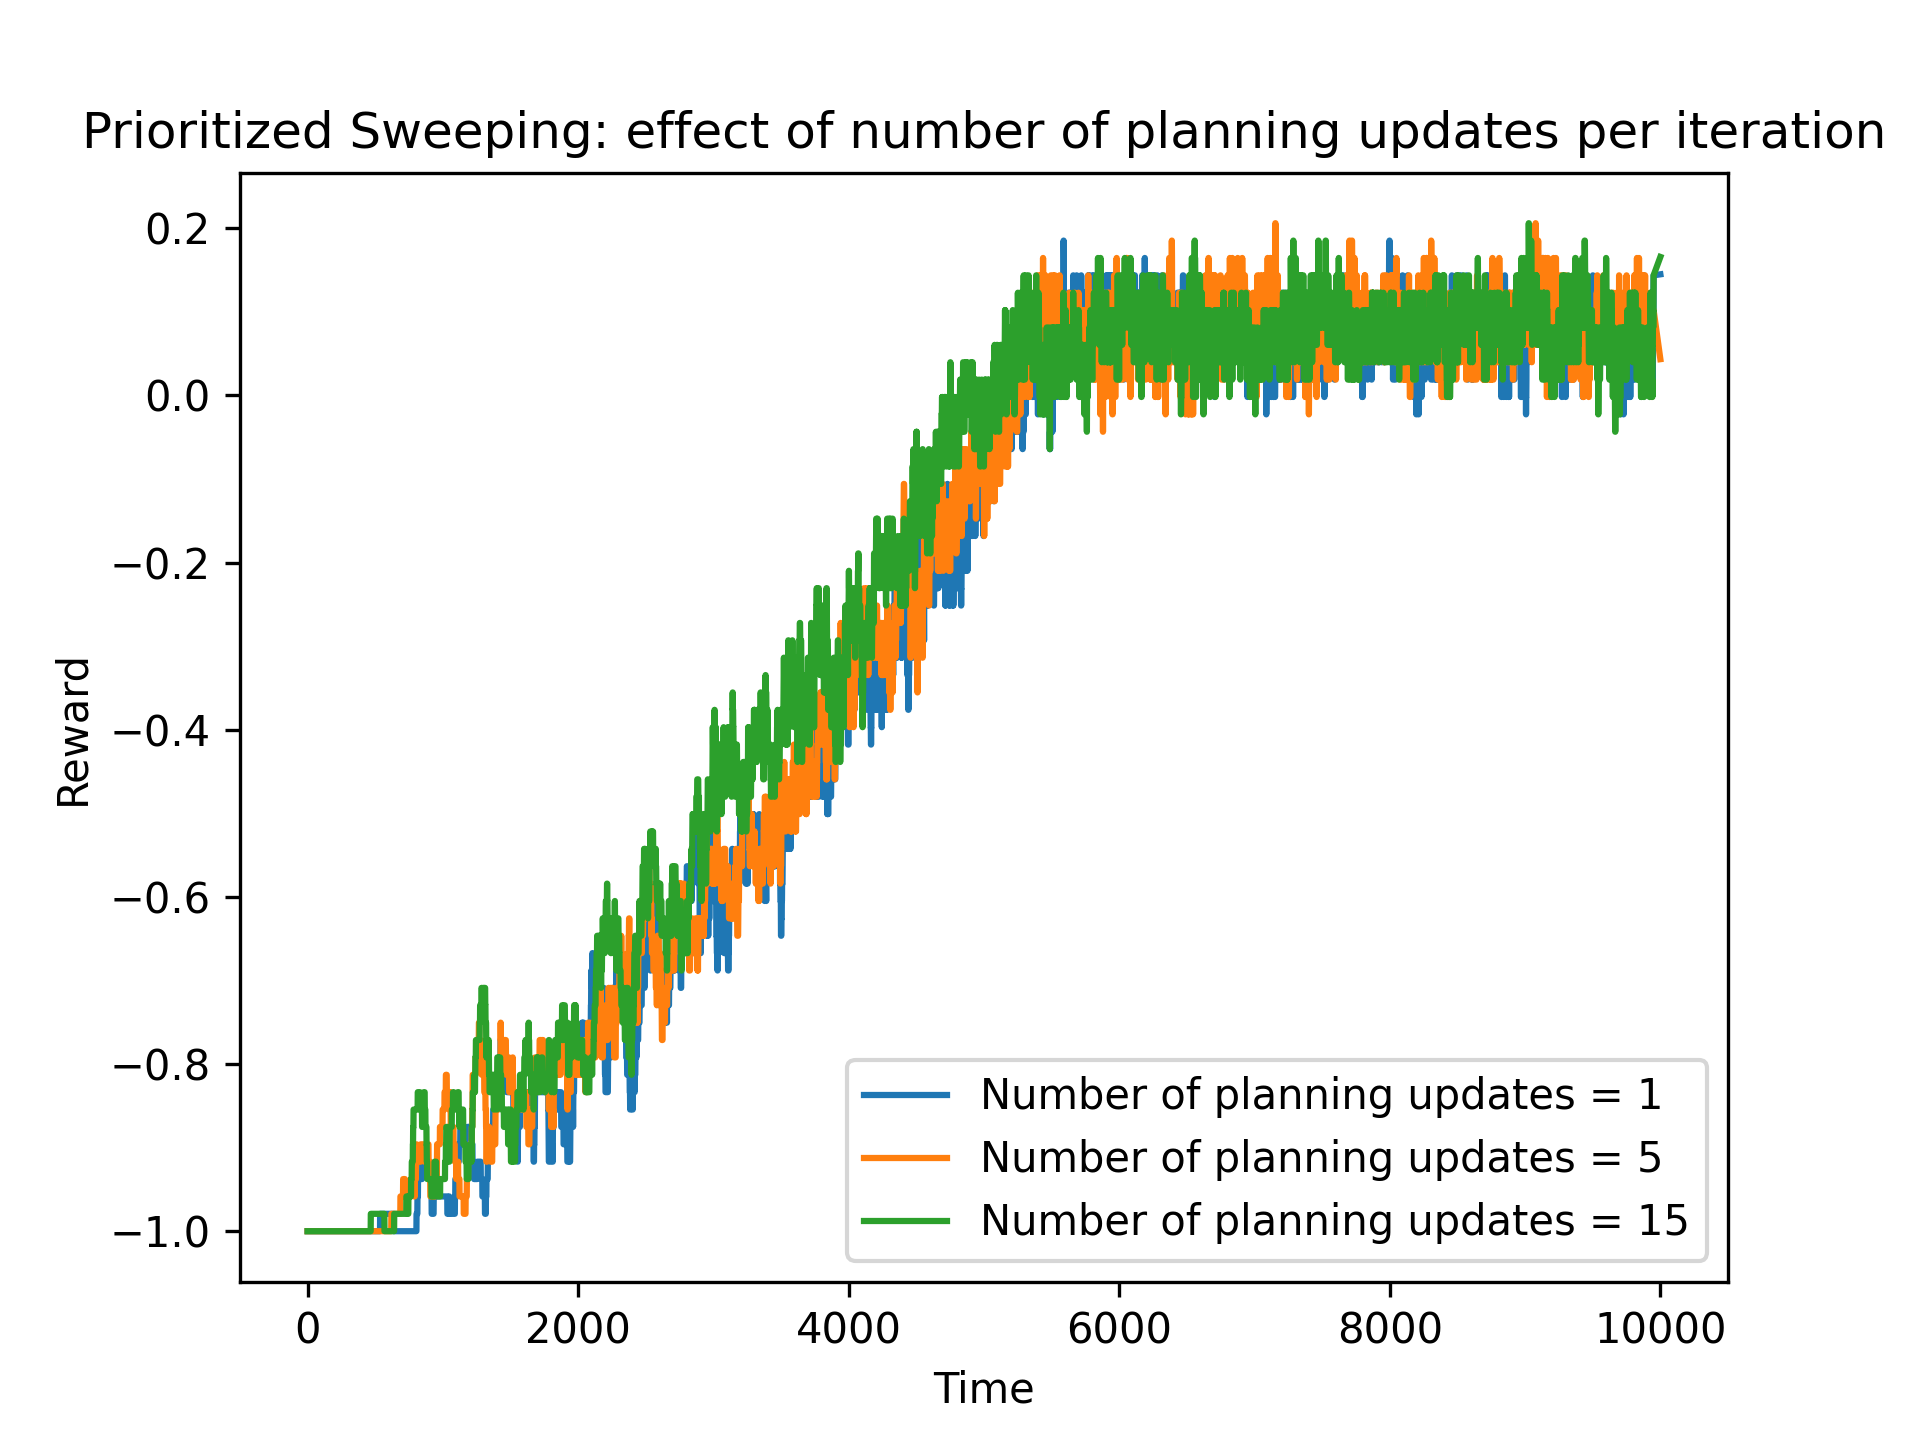 Prioritized Sweeping: effect of number of planning updates per iteration
0.2
0.0
−0.2
−0.4
−0.6
−0.8
−1.0
Reward
Number of planning updates = 1
Number of planning updates = 5
Number of planning updates = 15
0 2000 4000 6000 8000 10000
Time